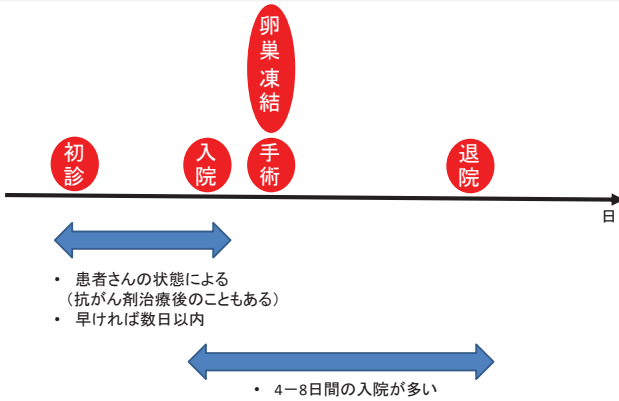 卵巣凍結
初診
入院
手術
退院
日
• 患者さんの状態による
（抗がん剤治療後のこともある）
• 早ければ数日以内
• 4－8日間の入院が多い